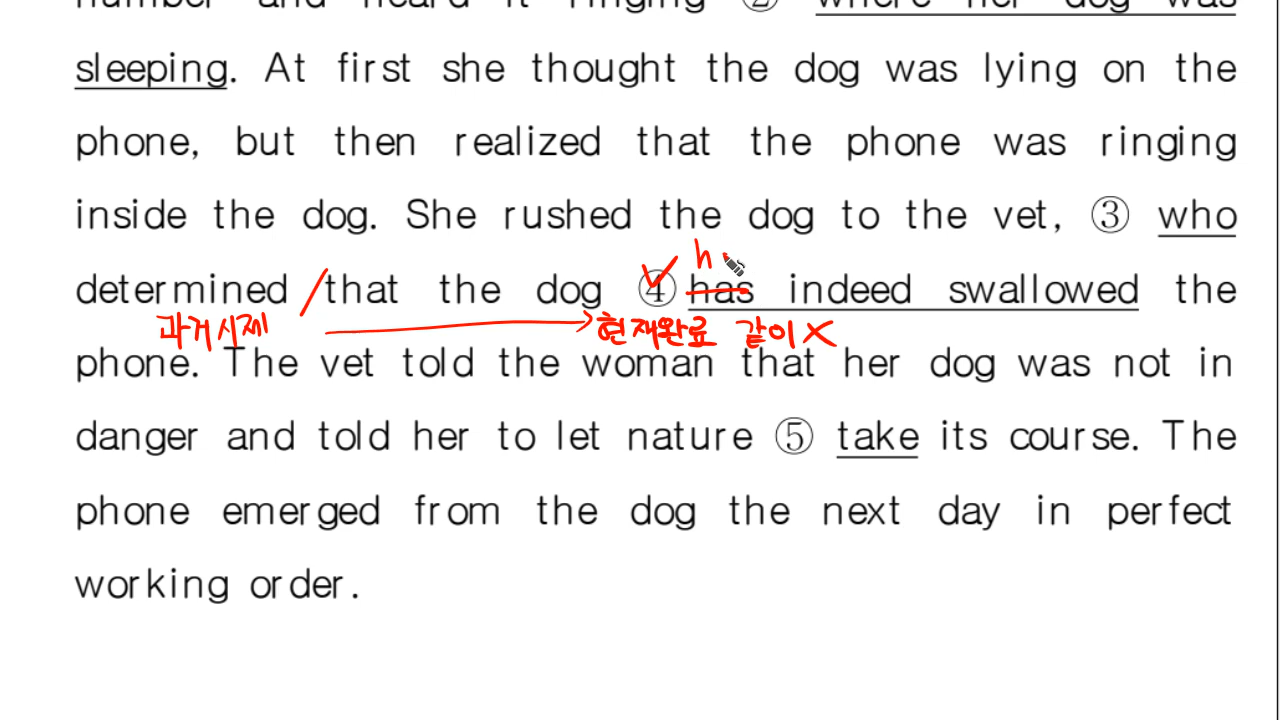 number and heard it ringing ② where her dog was
sleeping. At first she thought the dog was lying on the
phone, but then realized that the phone was ringing
inside the dog. She rushed the dog to the vet, ③ who
h
determined / that the dog ④ has indeed swallowed the
과거시제 현재완료 같이 X
phone. The vet told the woman that her dog was not in
danger and told her to let nature ⑤ take its course. The
phone emerged from the dog the next day in perfect
working order.